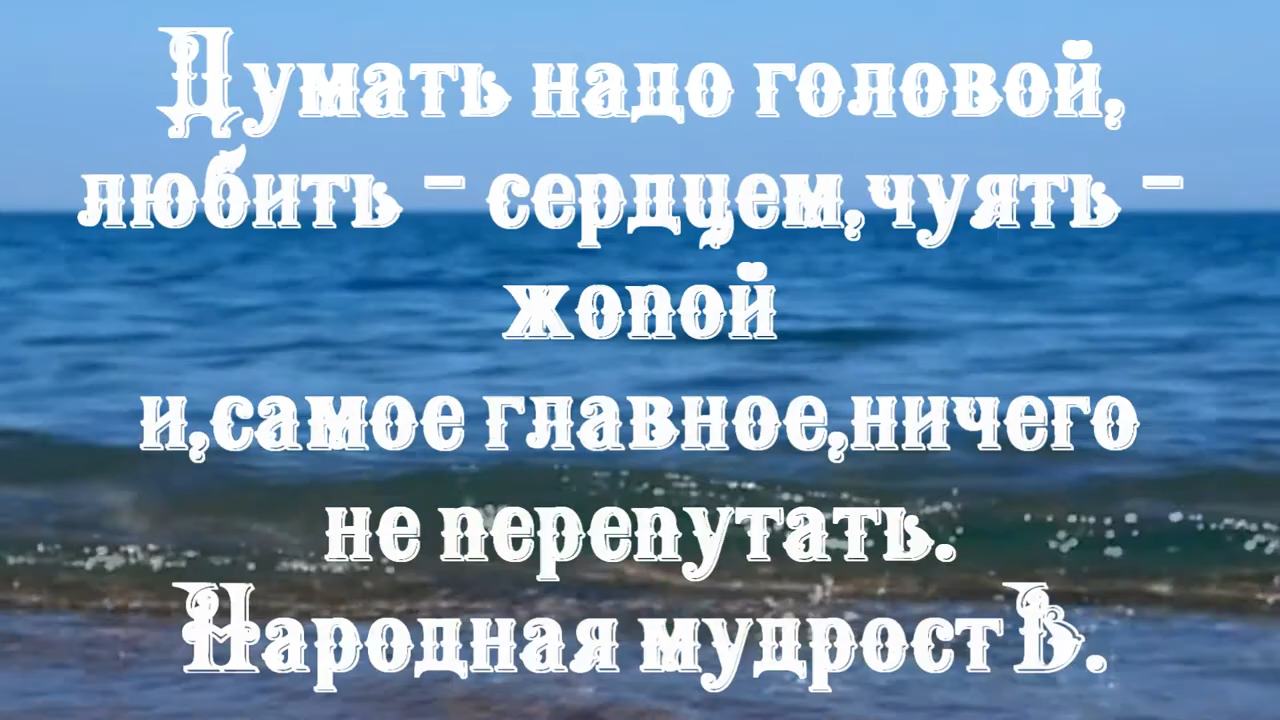 Думать надо головой,
любить - сердцем,чуять -
жопой
и,самое главное,ничего
не перепутать.
Народная мудростЬ.